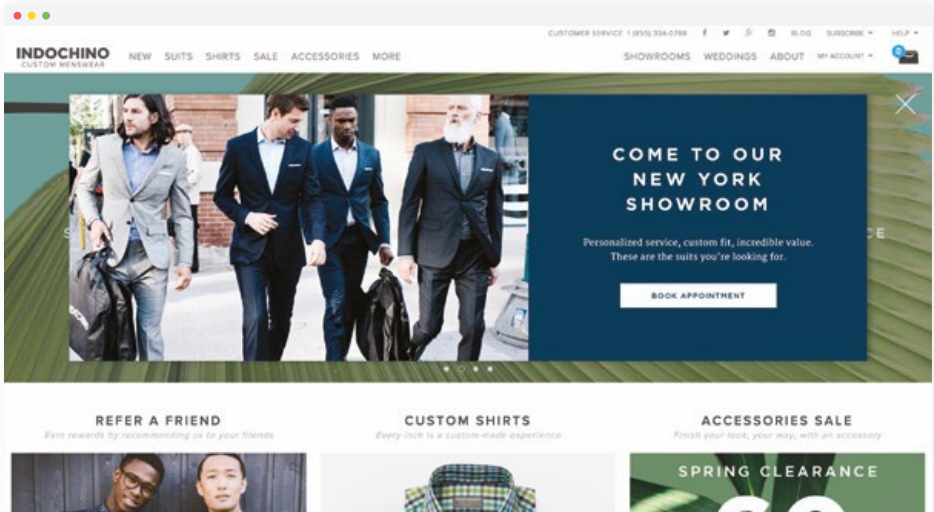 CUSTOMER SERVICE: 1 (855) 334-0788 BLOG SUBSCRIBE HELP
INDOCHINO
CUSTOM MENSWEAR
NEW SUITS SHIRTS SALE ACCESSORIES MORE
SHOWROOMS WEDDINGS ABOUT MY ACCOUNT 0
COME TO OUR
NEW YORK
SHOWROOM
Personalized service, custom fit, incredible value.
These are the suits you're looking for.
BOOK APPOINTMENT
REFER A FRIEND
Earn rewards by recommending us to your friends
CUSTOM SHIRTS
Every inch is a custom-made experience
ACCESSORIES SALE
Finish your look, your way, with an accessory
SPRING CLEARANCE